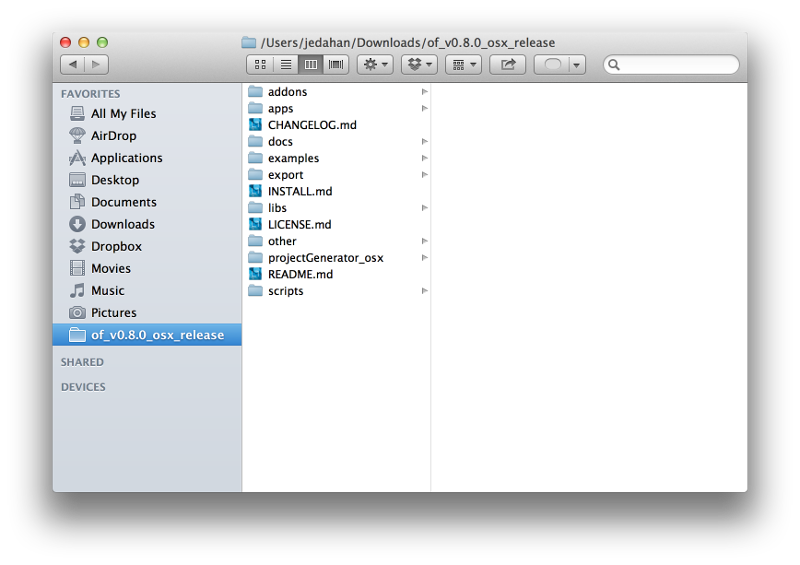 /Users/jedahan/Downloads/of_v0.8.0_osx_release
FAVORITES
All My Files
AirDrop
Applications
Desktop
Documents
Downloads
Dropbox
Movies
Music
Pictures
of_v0.8.0_osx_release
SHARED
DEVICES
addons
apps
CHANGELOG.md
docs
examples
export
INSTALL.md
libs
LICENSE.md
other
projectGenerator_osx
README.md
scripts